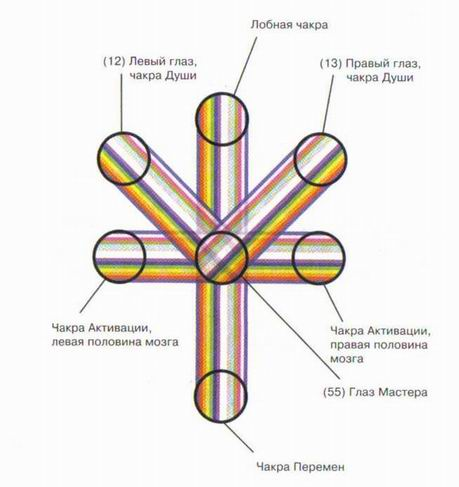 Лобная чакра
(12) Левый глаз,
чакра Души
(13) Правый глаз,
чакра Души
Чакра Активации,
левая половина мозга
Чакра Активации,
правая половина
мозга
(55) Глаз Мастера
Чакра Перемен